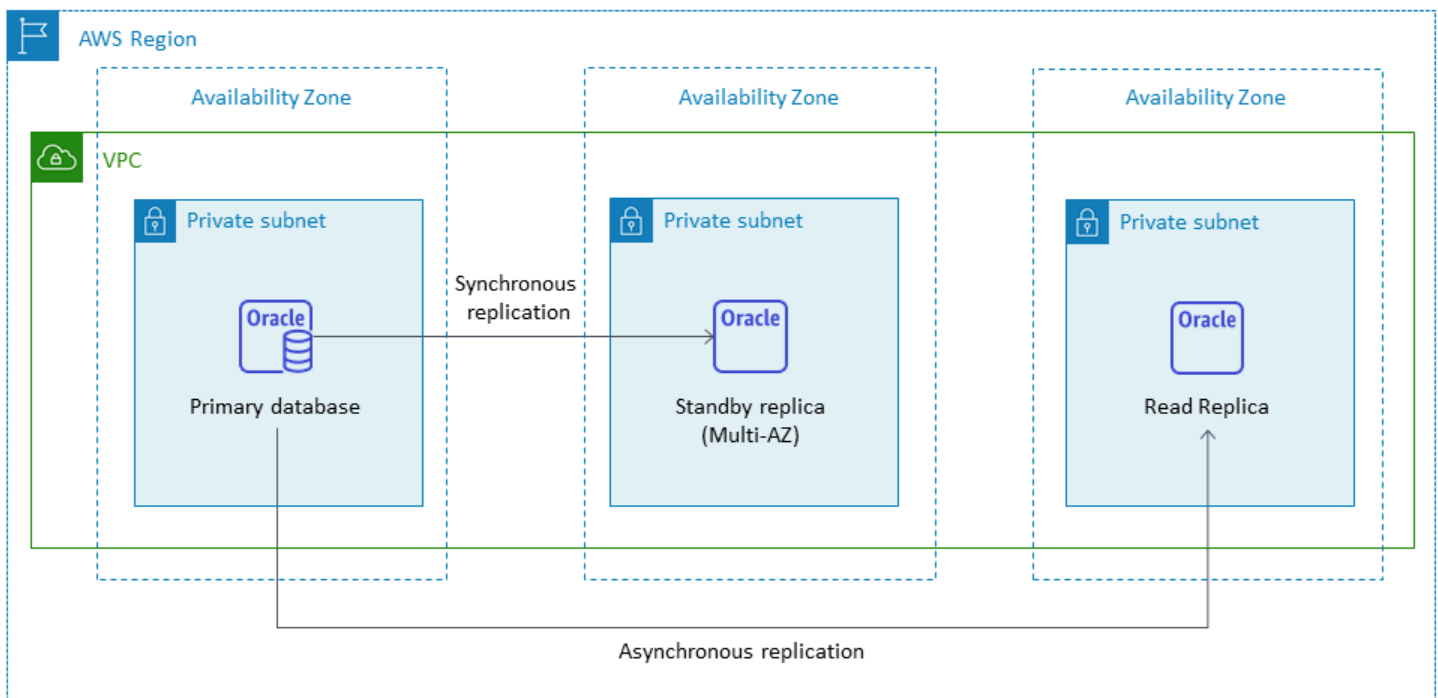 AWS Region
Availability Zone
Availability Zone
Availability Zone
VPC
Private subnet
Private subnet
Private subnet
Synchronous
replication
Oracle
Oracle
Oracle
Primary database
Standby replica
(Multi-AZ)
Read Replica
Asynchronous replication